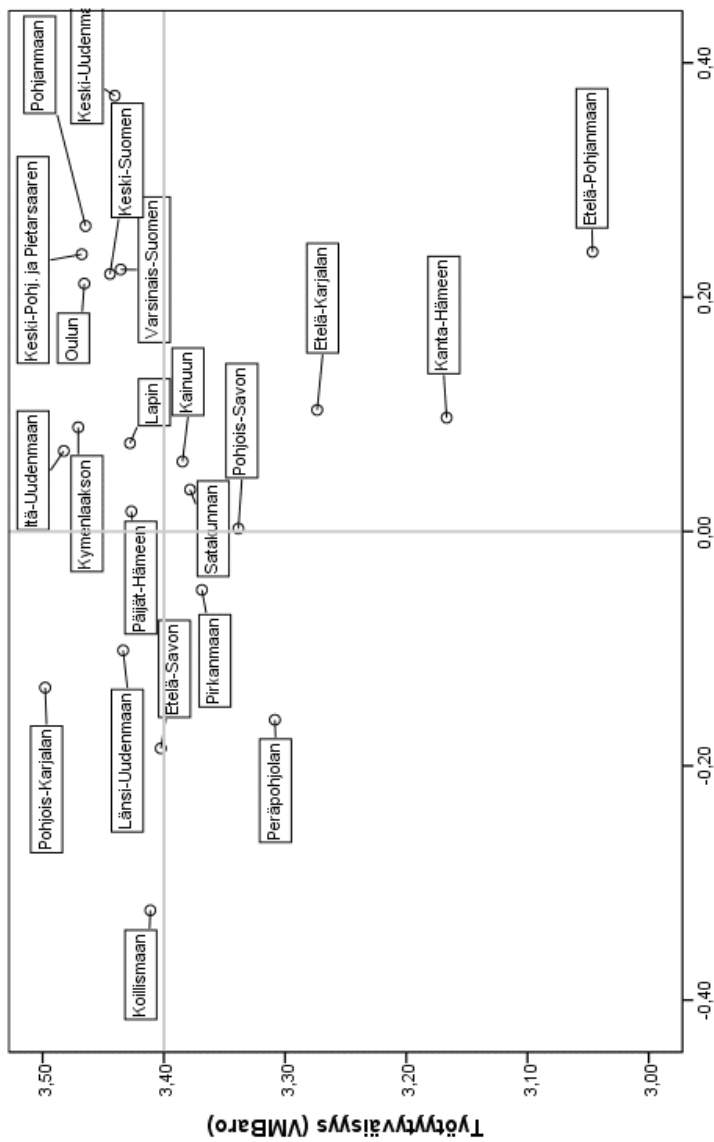 Työtyytyväisyys (VMBaro)
3,50
3,40
3,30
3,20
3,10
3,00
-0,40
-0,20
0,00
0,20
0,40
Pohjois-Karjalan
Itä-Uudenmaan
Keski-Pohj. ja Pietarsaaren
Pohjanmaan
Kymenlaakson
Oulun
Keski-Uudenma
Länsi-Uudenmaan
Keski-Suomen
Koillismaan
Päijät-Hämeen
Lapin
Varsinais-Suomen
Etelä-Savon
Kainuun
Satakunnan
Pirkanmaan
Pohjois-Savon
Peräpohjolan
Etelä-Karjalan
Kanta-Hämeen
Etelä-Pohjanmaan